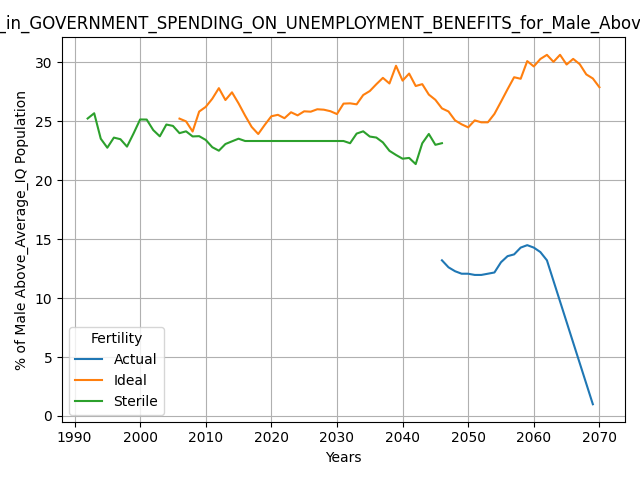 _in_GOVERNMENT_SPENDING_ON_UNEMPLOYMENT_BENEFITS_for_Male_Above
% of Male Above_Average_IQ Population
30
25
20
15
10
5
0
Fertility
Actual
Ideal
Sterile
1990 2000 2010 2020 2030 2040 2050 2060 2070
Years